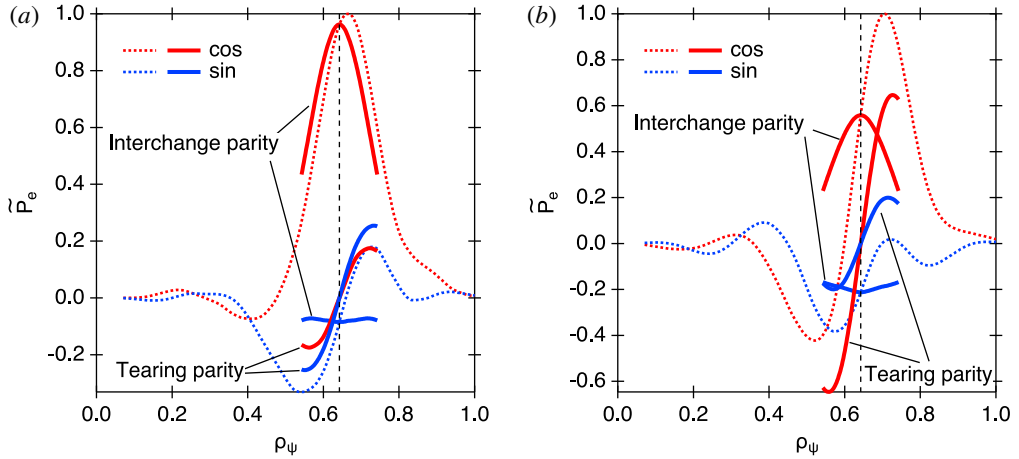 (a)
1.0
0.8
0.6
0.4
0.2
0.0
-0.2
P̃e
cos
sin
Interchange parity
Tearing parity
0.0 0.2 0.4 0.6 0.8 1.0
ρψ
(b)
1.0
0.8
0.6
0.4
0.2
0.0
-0.2
-0.4
-0.6
P̃e
cos
sin
Interchange parity
Tearing parity
0.0 0.2 0.4 0.6 0.8 1.0
ρψ